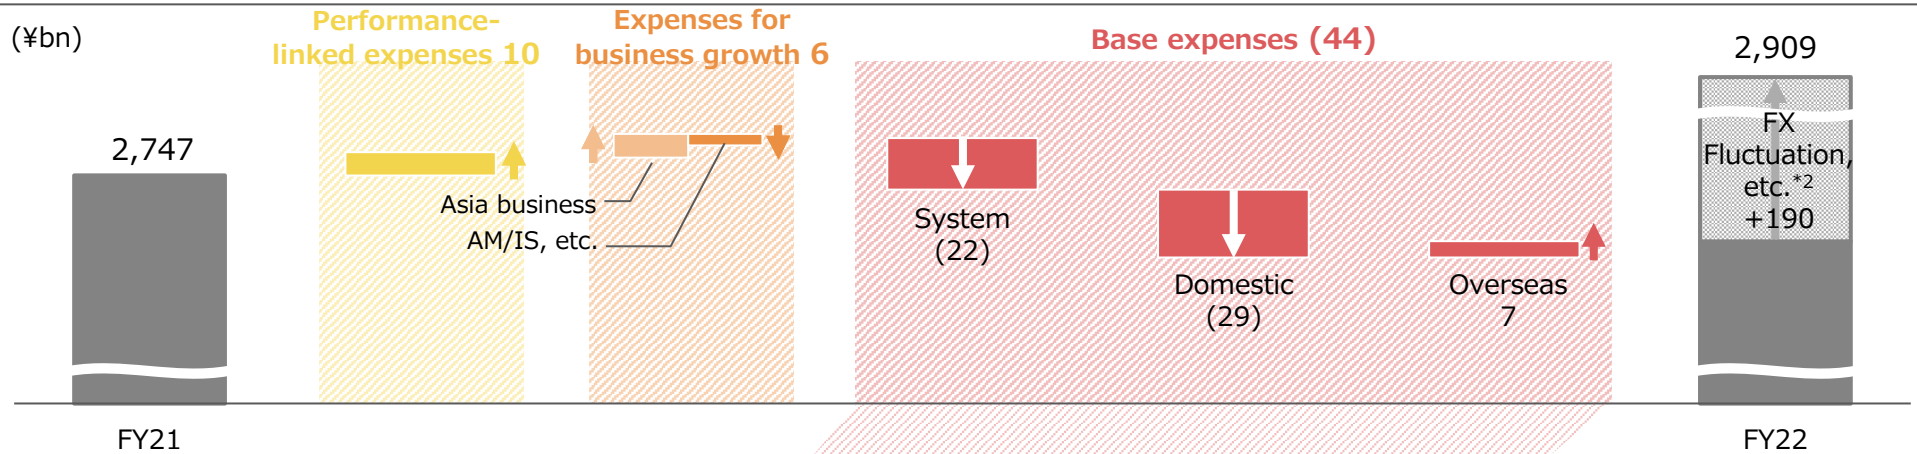 (¥bn)
2,747
FY21
Performance-
linked expenses 10
Expenses for
business growth 6
Asia business
AM/IS, etc.
Base expenses (44)
System
(22)
Domestic
(29)
Overseas
7
2,909
FX
Fluctuation,
etc.*2
+190
FY22